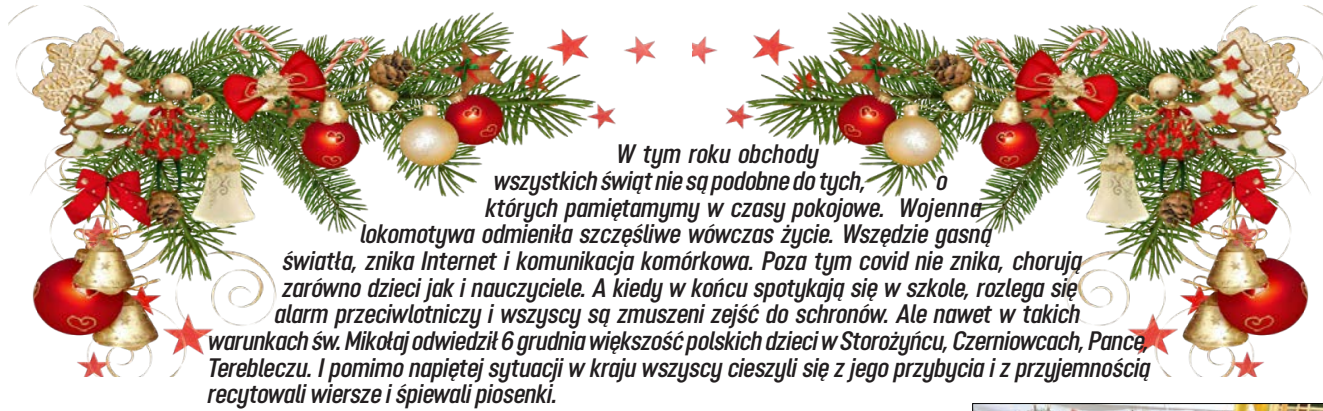 W tym roku obchody
wszystkich świąt nie są podobne do tych, o
których pamiętamymy w czasy pokojowe. Wojenna
lokomotywa odmieniła szczęśliwe wówczas życie. Wszędzie gasną
światła, znika Internet i komunikacja komórkowa. Poza tym covid nie znika, chorują
zarówno dzieci jak i nauczyciele. A kiedy w końcu spotykają się w szkole, rozlega się
alarm przeciwlotniczy i wszyscy są zmuszeni zejść do schronów. Ale nawet w takich
warunkach św. Mikołaj odwiedził 6 grudnia większość polskich dzieci w Storożyńcu, Czerniowcach, Pance,
Terebleczu. I pomimo napiętej sytuacji w kraju wszyscy cieszyli się z jego przybycia i z przyjemnością
recytowali wiersze i śpiewali piosenki.